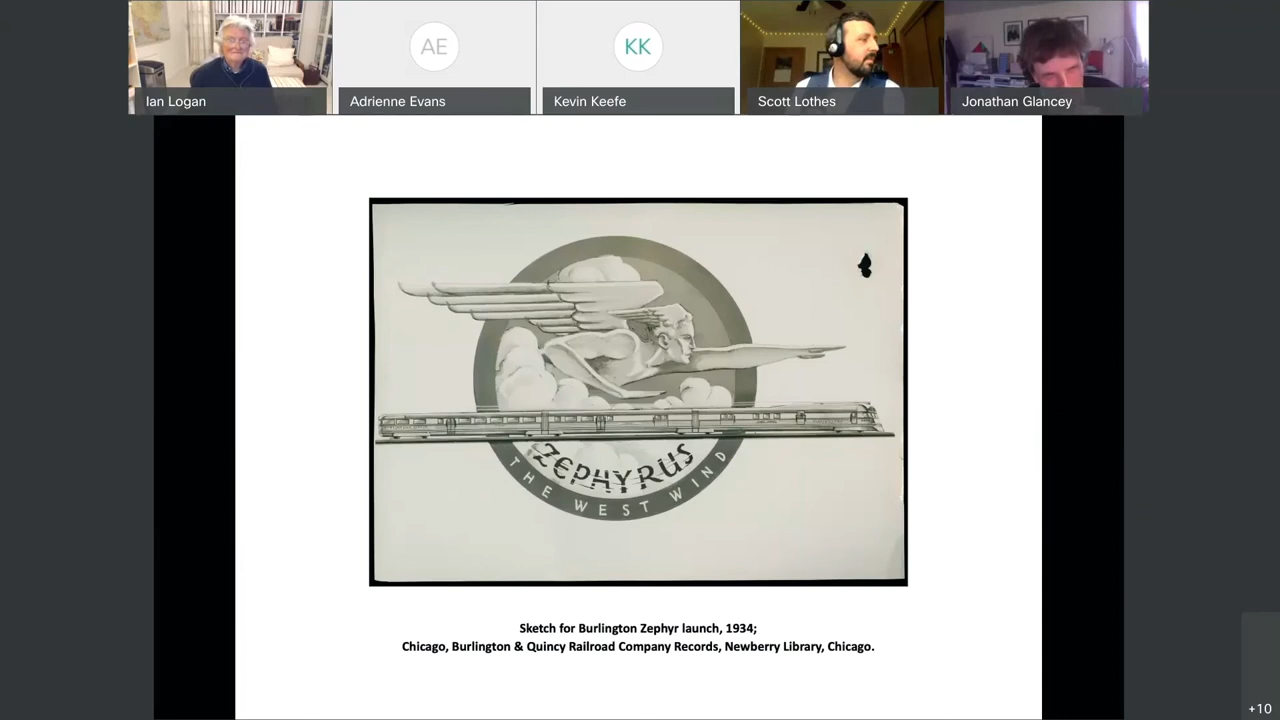 AE
KK
Ian Logan
Adrienne Evans
Kevin Keefe
Scott Lothes
Jonathan Glancey
ZEPHYRUS
THE WEST WIND
Sketch for Burlington Zephyr launch, 1934;
Chicago, Burlington & Quincy Railroad Company Records, Newberry Library, Chicago.
+10